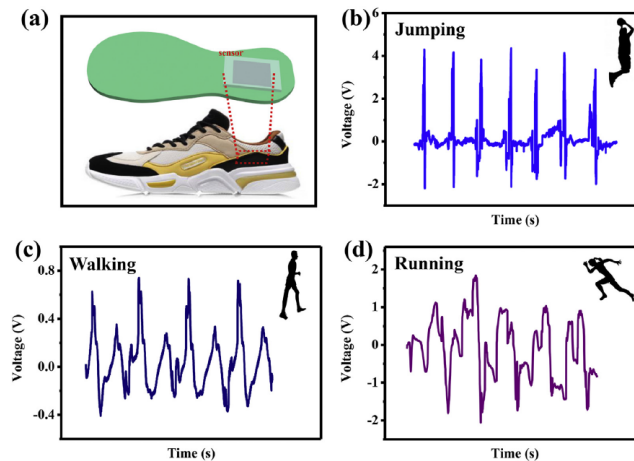 (a)
sensor
(b)
Jumping
Voltage (V)
6
4
2
0
-2
Time (s)
(c)
Walking
Voltage (V)
0.8
0.4
0.0
-0.4
Time (s)
(d)
Running
Voltage (V)
2
1
0
-1
-2
Time (s)